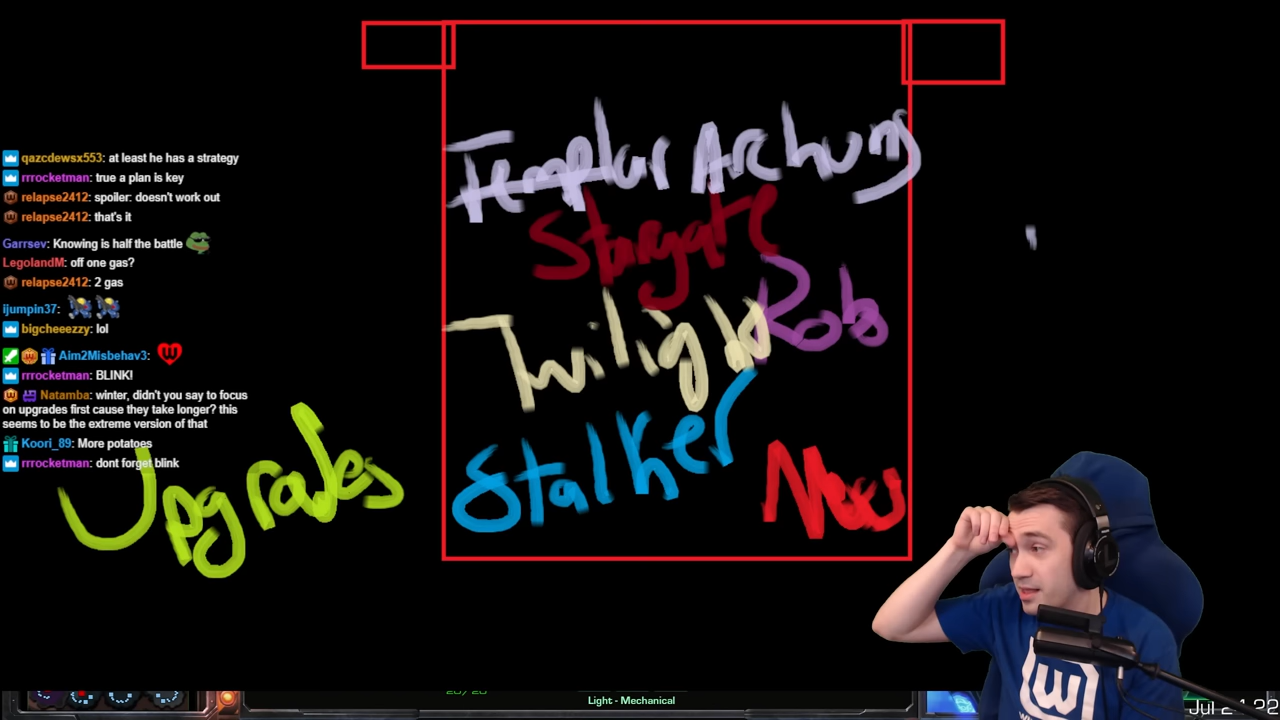 qazcdewsx553: at least he has a strategy
rrrocketman: true a plan is key
relapse2412: spoiler: doesn't work out
relapse2412: that's it
Garrsev: Knowing is half the battle
LegolandM: off one gas?
relapse2412: 2 gas
ijumpin37:
bigcheeezzy: lol
Aim2Misbehav3:
rrrocketman: BLINK!
Natamba: winter, didn't you say to focus
on upgrades first cause they take longer? this
seems to be the extreme version of that
Koori_89: More potatoes
rrrocketman: dont forget blink
Templar Archons
Stargate
Twilight
Robo
Stalker
Upgrades
20/20
Light - Mechanical
W